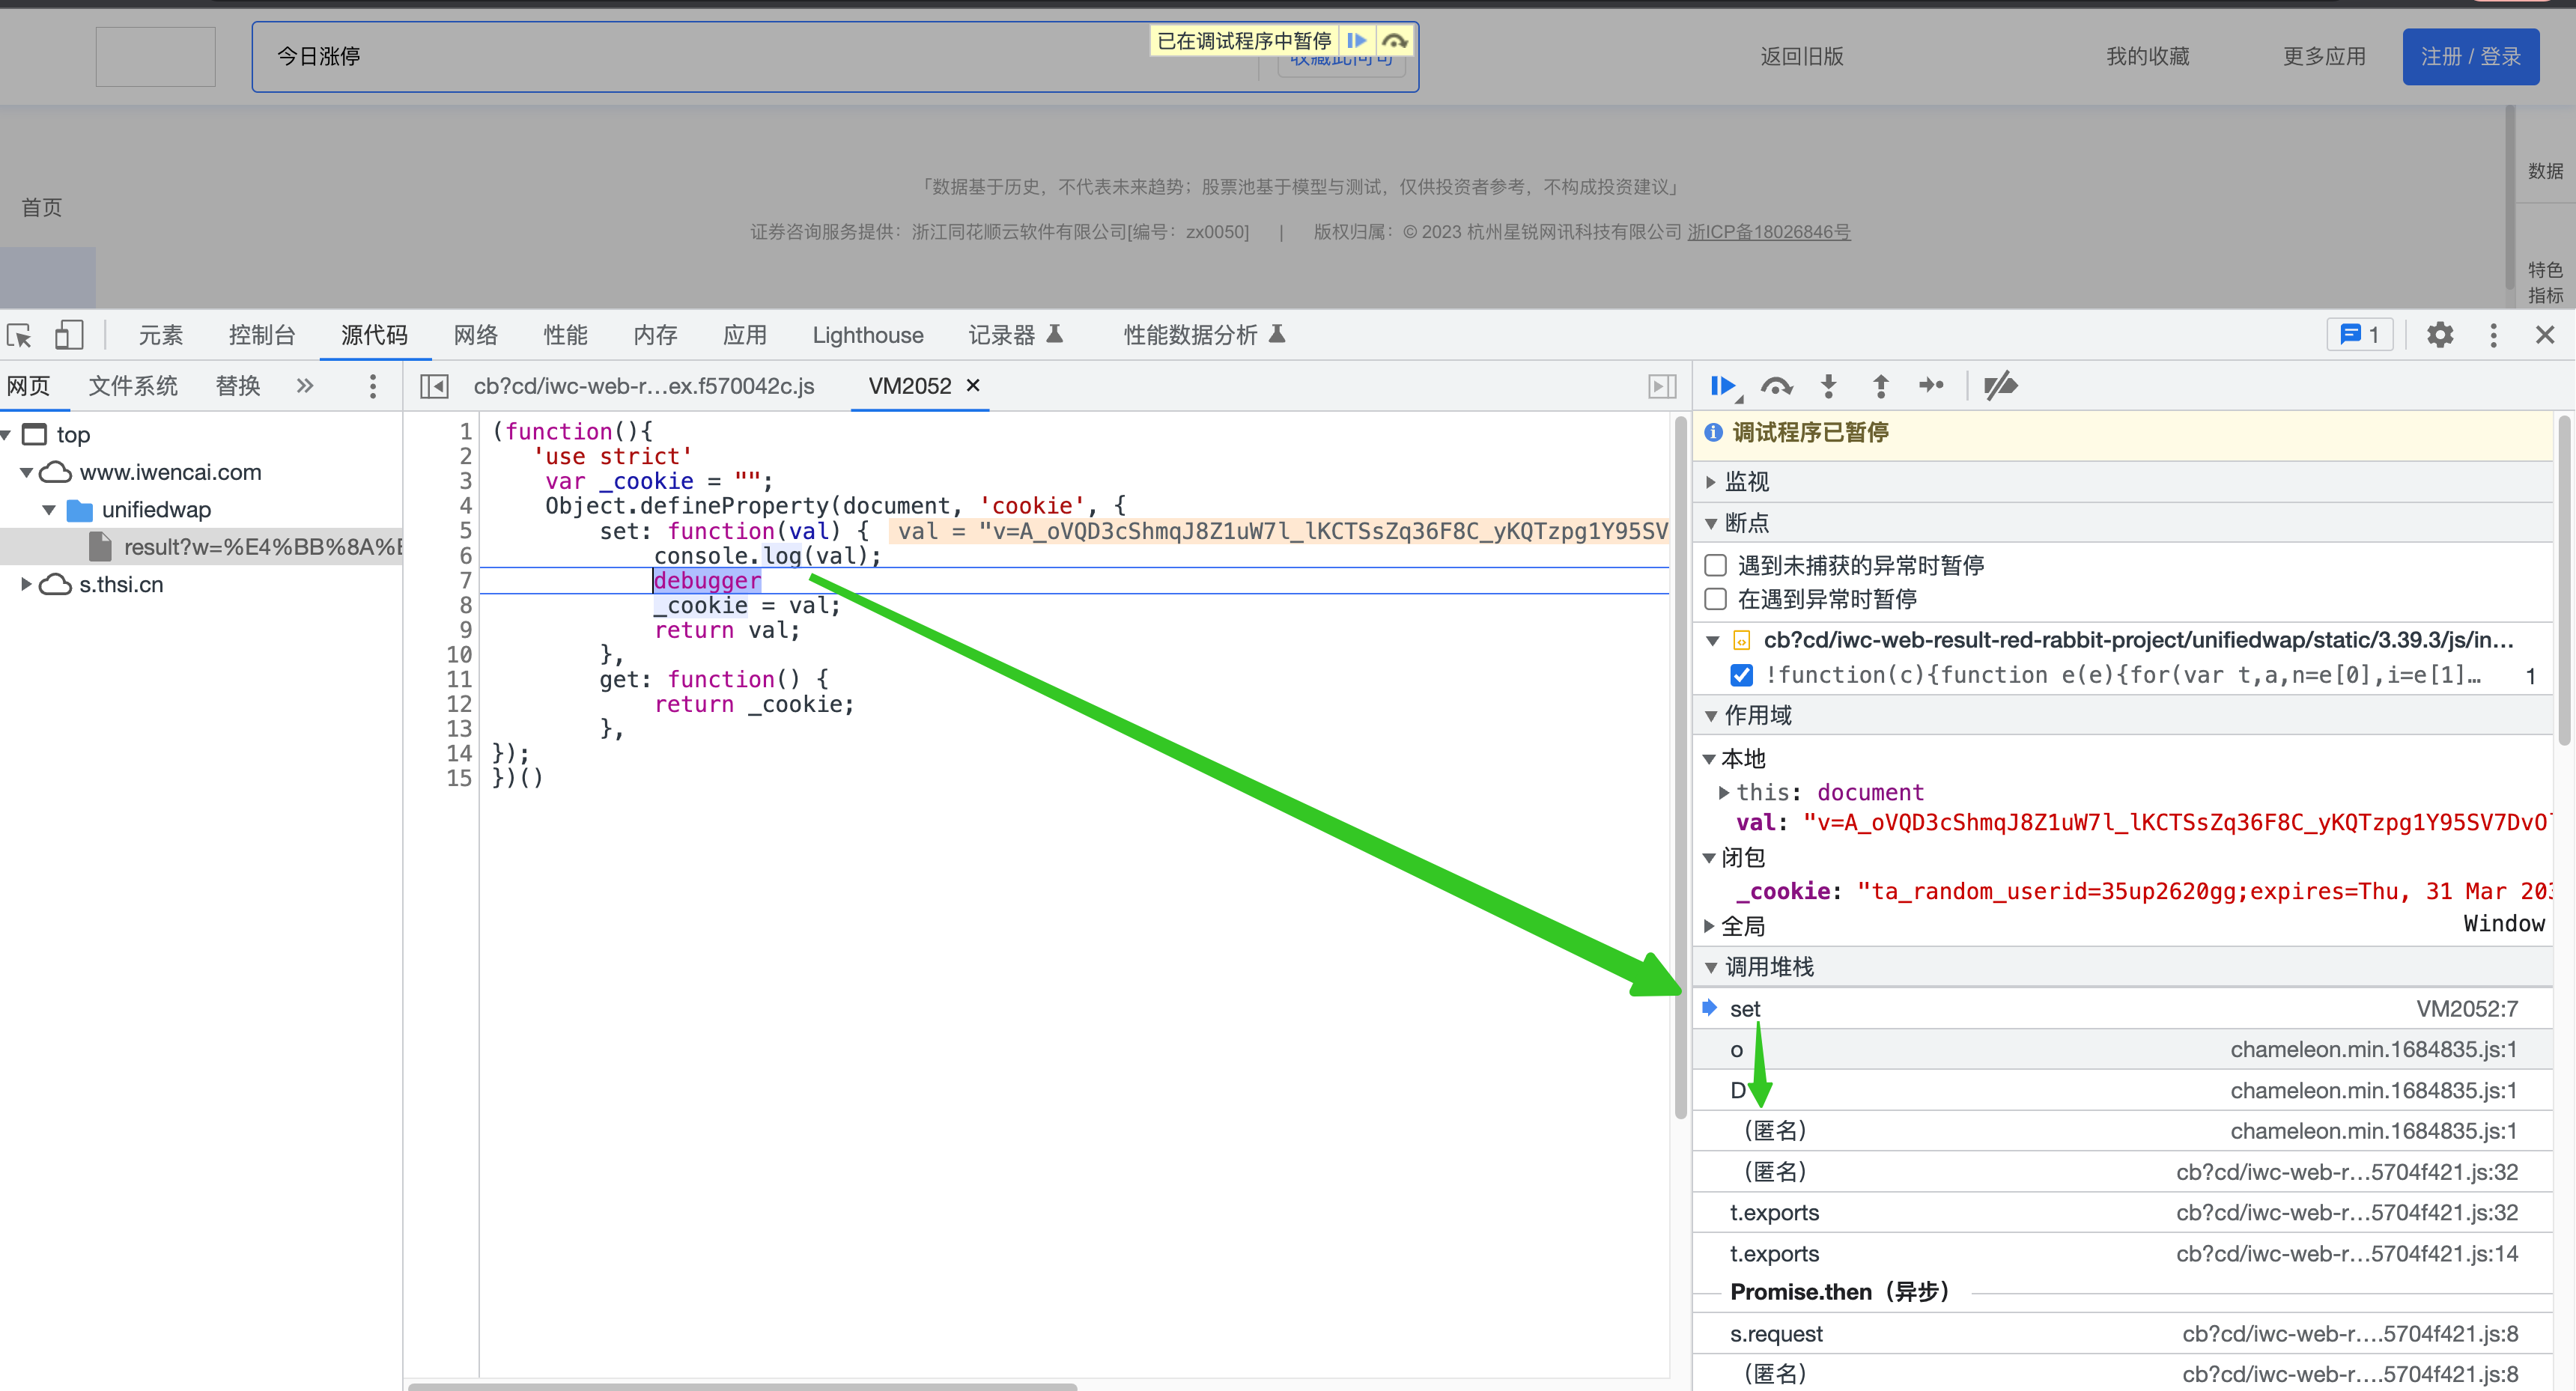 今日涨停
已在调试程序中暂停
收藏此问句
返回旧版
我的收藏
更多应用
注册 / 登录
首页
「数据基于历史，不代表未来趋势；股票池基于模型与测试，仅供投资者参考，不构成投资建议」
证券咨询服务提供：浙江同花顺云软件有限公司[编号：zx0050] | 版权归属：© 2023 杭州星锐网讯科技有限公司 浙ICP备18026846号
数据
特色
指标
元素 控制台 源代码 网络 性能 内存 应用 Lighthouse 记录器 性能数据分析 1
网页 文件系统 替换 »
cb?cd/iwc-web-r…ex.f570042c.js VM2052 ×
top
www.iwencai.com
unifiedwap
result?w=%E4%BB%8A%E
s.thsi.cn
1 (function(){
2 'use strict'
3 var _cookie = "";
4 Object.defineProperty(document, 'cookie', {
5 set: function(val) { val = "v=A_oVQD3cShmqJ8Z1uW7l_lKCTSsZq36F8C_yKQTzpg1Y95SV
6 console.log(val);
7 debugger
8 _cookie = val;
9 return val;
10 },
11 get: function() {
12 return _cookie;
13 },
14 });
15 })()
调试程序已暂停
监视
断点
遇到未捕获的异常时暂停
在遇到异常时暂停
cb?cd/iwc-web-result-red-rabbit-project/unifiedwap/static/3.39.3/js/in…
!function(c){function e(e){for(var t,a,n=e[0],i=e[1]… 1
作用域
本地
this: document
val: "v=A_oVQD3cShmqJ8Z1uW7l_lKCTSsZq36F8C_yKQTzpg1Y95SV7DvO
闭包
_cookie: "ta_random_userid=35up2620gg;expires=Thu, 31 Mar 203
全局 Window
调用堆栈
set VM2052:7
o chameleon.min.1684835.js:1
D chameleon.min.1684835.js:1
（匿名） chameleon.min.1684835.js:1
（匿名） cb?cd/iwc-web-r…5704f421.js:32
t.exports cb?cd/iwc-web-r…5704f421.js:32
t.exports cb?cd/iwc-web-r…5704f421.js:14
Promise.then（异步）
s.request cb?cd/iwc-web-r….5704f421.js:8
（匿名） cb?cd/iwc-web-r….5704f421.js:8